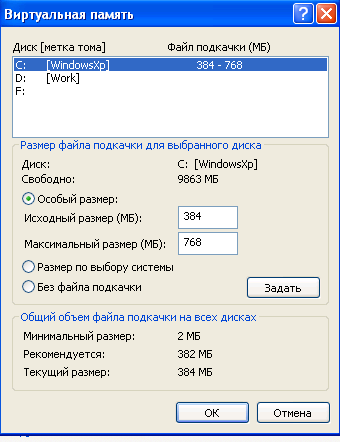 Виртуальная память
Диск [метка тома] Файл подкачки (МБ)
C: [WindowsXp] 384 - 768
D: [Work]
F:
Размер файла подкачки для выбранного диска
Диск: C: [WindowsXp]
Свободно: 9863 МБ
Особый размер:
Исходный размер (МБ): 384
Максимальный размер (МБ): 768
Размер по выбору системы
Без файла подкачки Задать
Общий объем файла подкачки на всех дисках
Минимальный размер: 2 МБ
Рекомендуется: 382 МБ
Текущий размер: 384 МБ
ОК Отмена